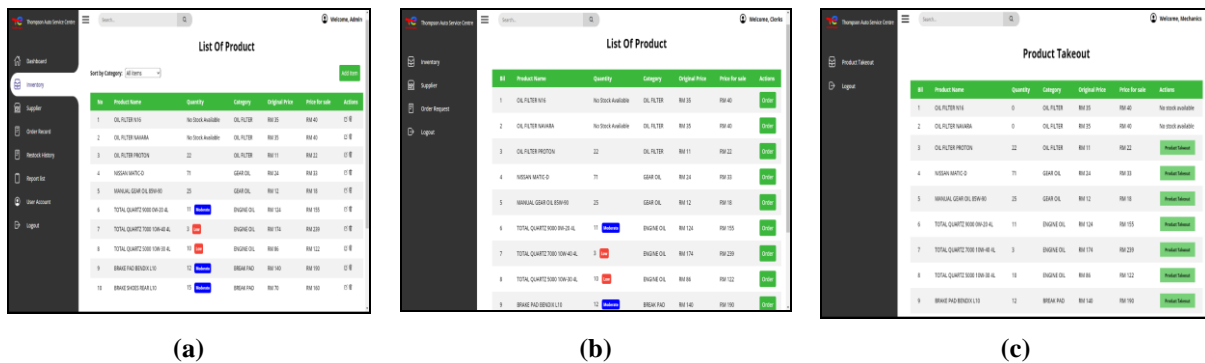 Thompson Auto Service Center
Search...
Welcome, Admin
List Of Product
Dashboard
Inventory
Supplier
Order Record
Restock History
Report list
User Account
Logout
Sort by Category: All Items
Add Item
No Product Name Quantity Category Original Price Price for sale Actions
1 OIL FILTER N16 No Stock Available OIL FILTER RM 35 RM 40
2 OIL FILTER NAVARA No Stock Available OIL FILTER RM 35 RM 40
3 OIL FILTER PROTON 22 OIL FILTER RM 11 RM 22
4 NISSAN MATIC-D 71 GEAR OIL RM 24 RM 33
5 MANUAL GEAR OIL 85W-90 25 GEAR OIL RM 12 RM 18
6 TOTAL QUARTZ 9000 0W-20 4L 11 Moderate ENGINE OIL RM 124 RM 155
7 TOTAL QUARTZ 7000 10W-40 4L 3 Low ENGINE OIL RM 174 RM 239
8 TOTAL QUARTZ 5000 10W-30 4L 10 Low ENGINE OIL RM 86 RM 122
9 BRAKE PAD BENDIX L10 12 Moderate BREAK PAD RM 140 RM 190
10 BRAKE SHOES REAR L10 15 Moderate BREAK PAD RM 70 RM 160
(a)
Thompson Auto Service Center
Search...
Welcome, Clerks
List Of Product
Inventory
Supplier
Order Request
Logout
Bil Product Name Quantity Category Original Price Price for sale Actions
1 OIL FILTER N16 No Stock Available OIL FILTER RM 35 RM 40 Order
2 OIL FILTER NAVARA No Stock Available OIL FILTER RM 35 RM 40 Order
3 OIL FILTER PROTON 22 OIL FILTER RM 11 RM 22 Order
4 NISSAN MATIC-D 71 GEAR OIL RM 24 RM 33 Order
5 MANUAL GEAR OIL 85W-90 25 GEAR OIL RM 12 RM 18 Order
6 TOTAL QUARTZ 9000 0W-20 4L 11 Moderate ENGINE OIL RM 124 RM 155 Order
7 TOTAL QUARTZ 7000 10W-40 4L 3 Low ENGINE OIL RM 174 RM 239 Order
8 TOTAL QUARTZ 5000 10W-30 4L 10 Low ENGINE OIL RM 86 RM 122 Order
9 BRAKE PAD BENDIX L10 12 Moderate BREAK PAD RM 140 RM 190 Order
(b)
Thompson Auto Service Center
Search...
Welcome, Mechanics
Product Takeout
Product Takeout
Logout
Bil Product Name Quantity Category Original Price Price for sale Actions
1 OIL FILTER N16 0 OIL FILTER RM 35 RM 40 No stock available
2 OIL FILTER NAVARA 0 OIL FILTER RM 35 RM 40 No stock available
3 OIL FILTER PROTON 22 OIL FILTER RM 11 RM 22 Product Takeout
4 NISSAN MATIC-D 71 GEAR OIL RM 24 RM 33 Product Takeout
5 MANUAL GEAR OIL 85W-90 25 GEAR OIL RM 12 RM 18 Product Takeout
6 TOTAL QUARTZ 9000 0W-20 4L 11 ENGINE OIL RM 124 RM 155 Product Takeout
7 TOTAL QUARTZ 7000 10W-40 4L 3 ENGINE OIL RM 174 RM 239 Product Takeout
8 TOTAL QUARTZ 5000 10W-30 4L 10 ENGINE OIL RM 86 RM 122 Product Takeout
9 BRAKE PAD BENDIX L10 12 BREAK PAD RM 140 RM 190 Product Takeout
(c)